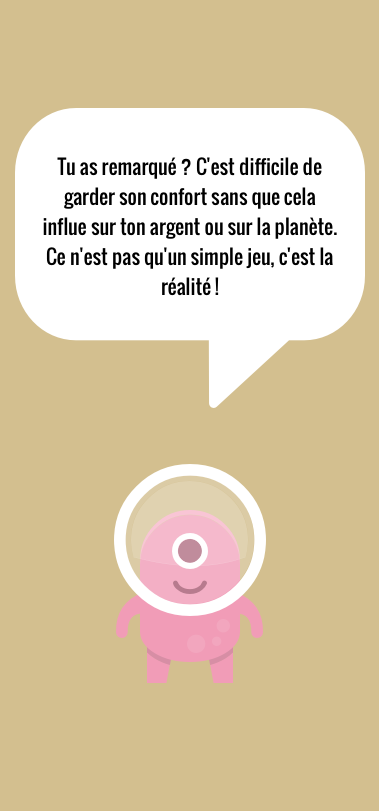 Tu as remarqué ? C'est difficile de
garder son confort sans que cela
influe sur ton argent ou sur la planète.
Ce n'est pas qu'un simple jeu, c'est la
réalité !